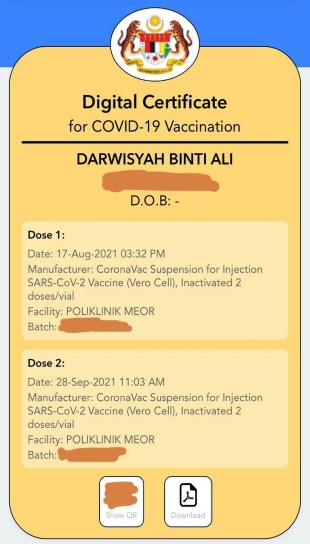 Digital Certificate
for COVID-19 Vaccination
DARWISYAH BINTI ALI
D.O.B: -
Dose 1:
Date: 17-Aug-2021 03:32 PM
Manufacturer: CoronaVac Suspension for Injection
SARS-CoV-2 Vaccine (Vero Cell), Inactivated 2
doses/vial
Facility: POLIKLINIK MEOR
Batch:
Dose 2:
Date: 28-Sep-2021 11:03 AM
Manufacturer: CoronaVac Suspension for Injection
SARS-CoV-2 Vaccine (Vero Cell), Inactivated 2
doses/vial
Facility: POLIKLINIK MEOR
Batch:
Show QR
Download